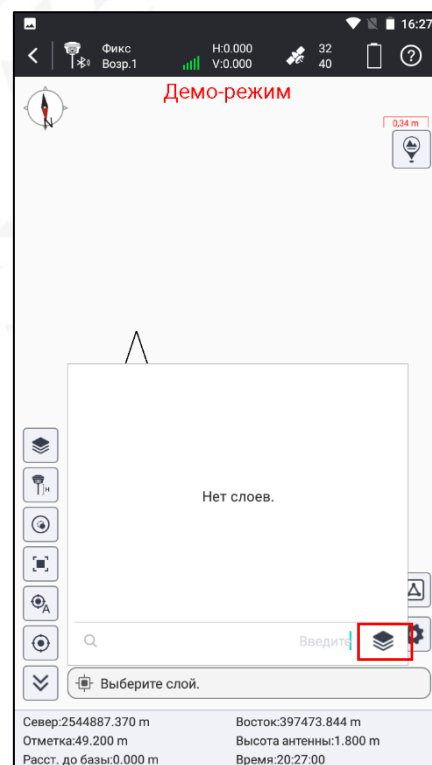 16:27
Фикс H:0.000 32
Возр.1 V:0.000 40
Демо-режим
N
0,34 m
Нет слоев.
H
A
Введите
Выберите слой.
Север:2544887.370 m Восток:397473.844 m
Отметка:49.200 m Высота антенны:1.800 m
Расст. до базы:0.000 m Время:20:27:00